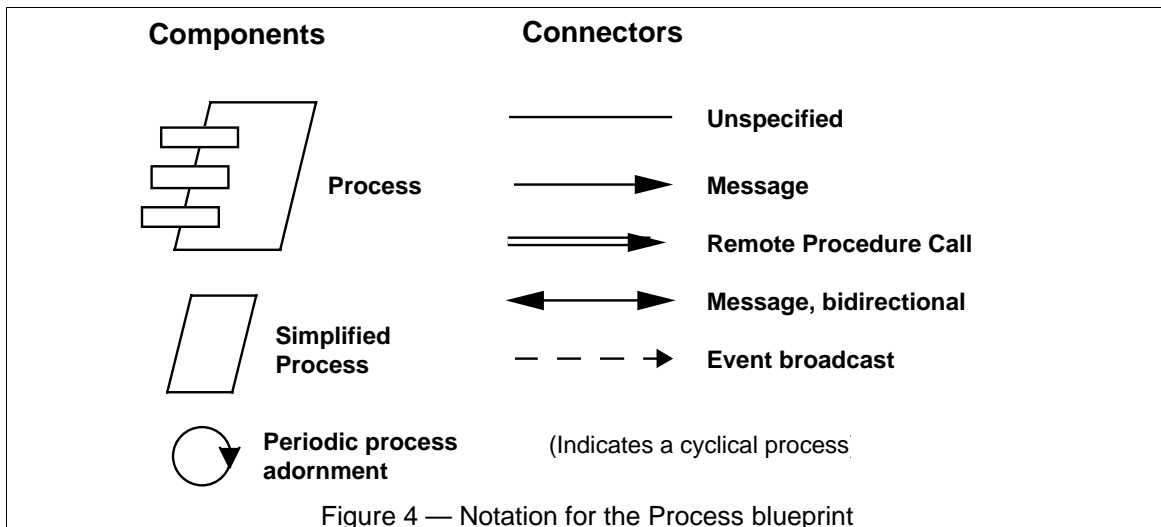 Components
Connectors
Unspecified
Process
Message
Remote Procedure Call
Message, bidirectional
Simplified
Process
Event broadcast
Periodic process
adornment
(Indicates a cyclical process)
Figure 4 — Notation for the Process blueprint